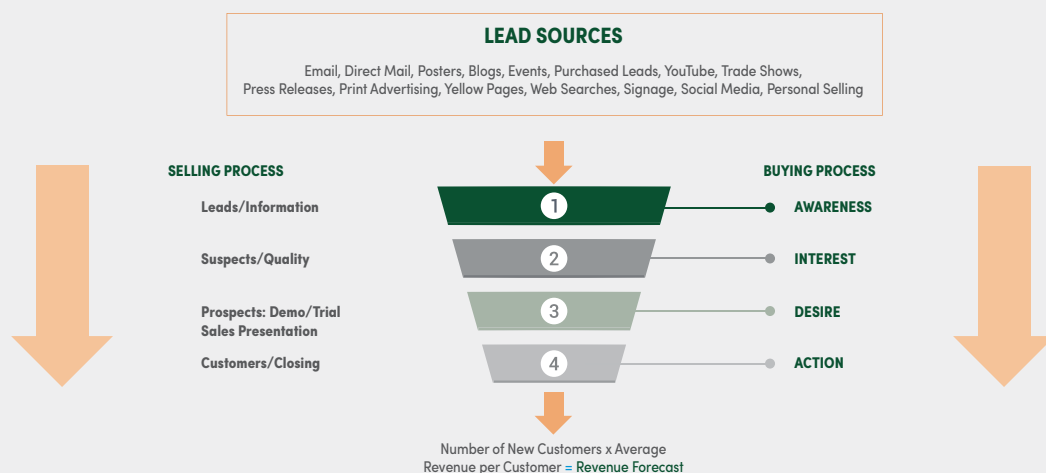 LEAD SOURCES
Email, Direct Mail, Posters, Blogs, Events, Purchased Leads, YouTube, Trade Shows,
Press Releases, Print Advertising, Yellow Pages, Web Searches, Signage, Social Media, Personal Selling
SELLING PROCESS
BUYING PROCESS
Leads/Information
1
AWARENESS
Suspects/Quality
2
INTEREST
Prospects: Demo/Trial
Sales Presentation
3
DESIRE
Customers/Closing
4
ACTION
Number of New Customers x Average
Revenue per Customer = Revenue Forecast